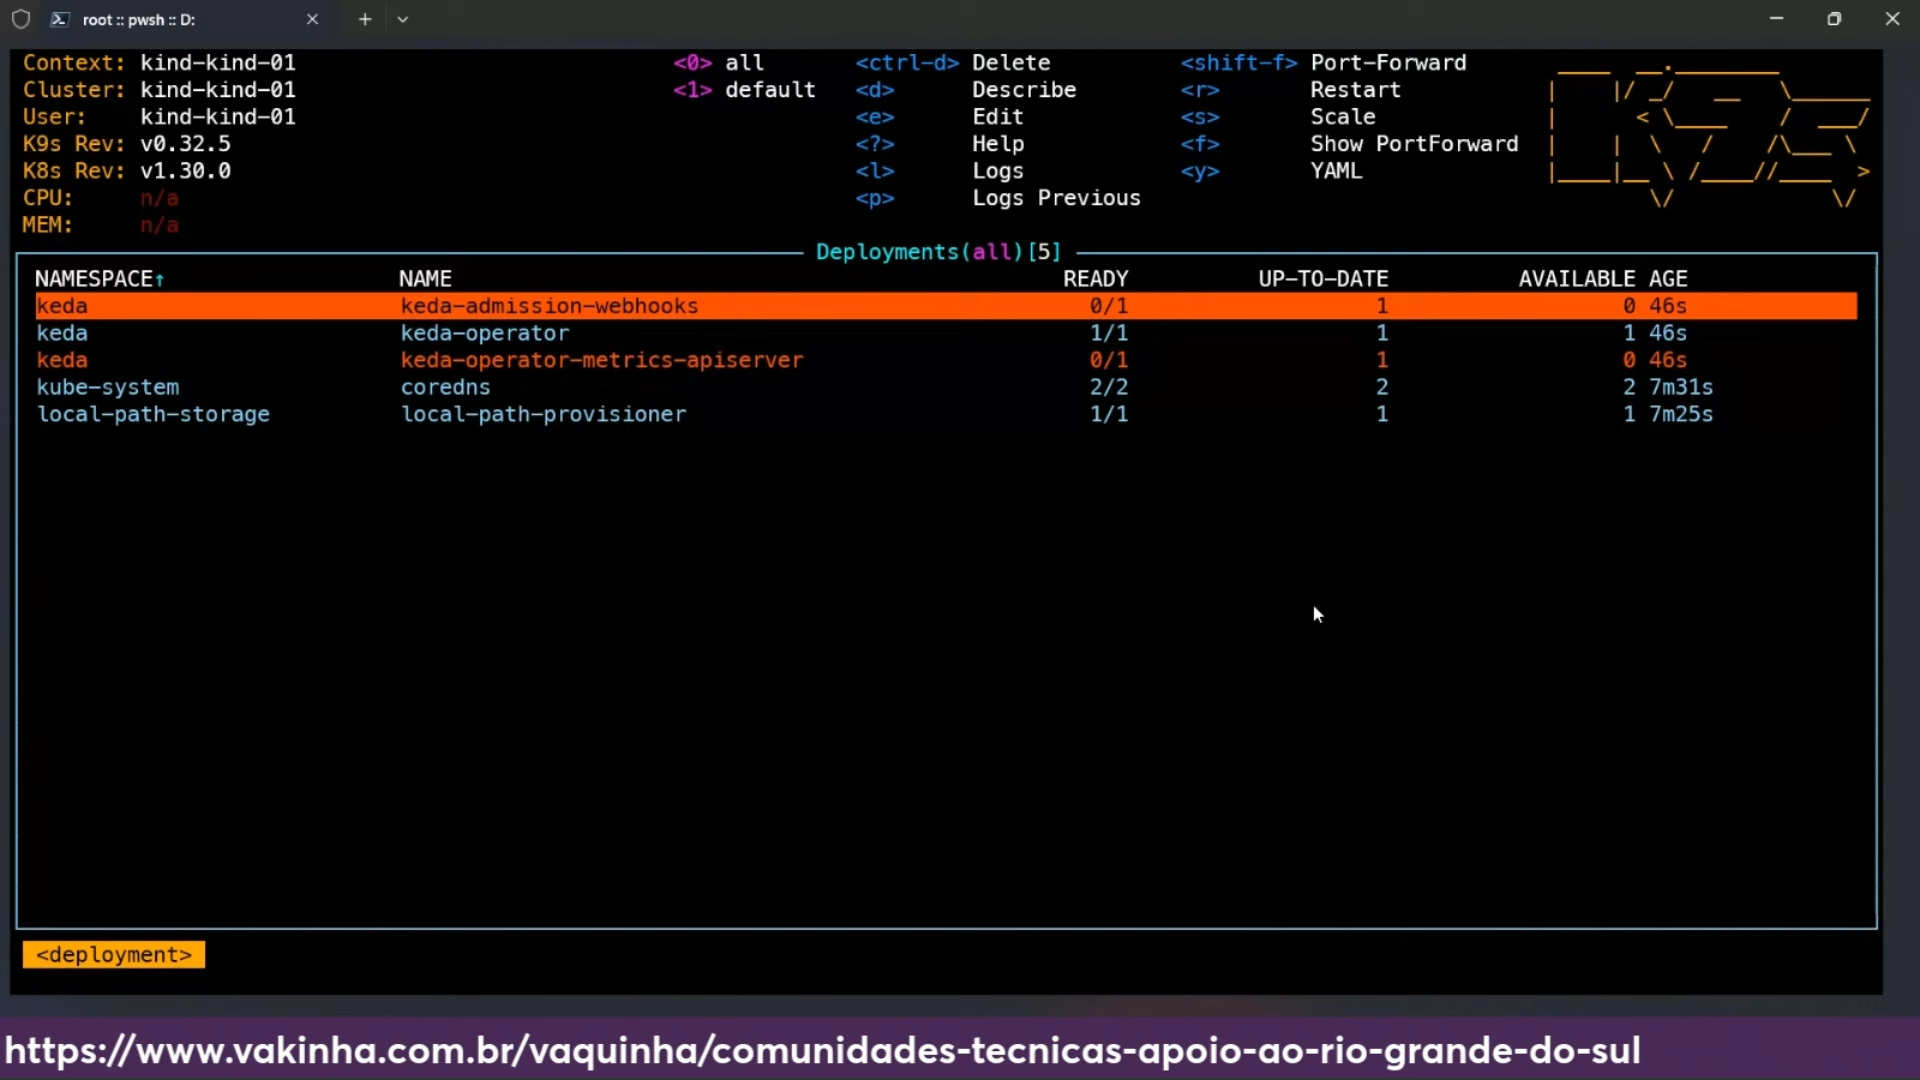 root :: pwsh :: D:
Context: kind-kind-01 <0> all <ctrl-d> Delete <shift-f> Port-Forward
Cluster: kind-kind-01 <1> default <d> Describe <r> Restart
User: kind-kind-01 <e> Edit <s> Scale
K9s Rev: v0.32.5 <?> Help <f> Show PortForward
K8s Rev: v1.30.0 <l> Logs <y> YAML
CPU: n/a <p> Logs Previous
MEM: n/a
Deployments(all)[5]
NAMESPACE↑ NAME READY UP-TO-DATE AVAILABLE AGE
keda keda-admission-webhooks 0/1 1 0 46s
keda keda-operator 1/1 1 1 46s
keda keda-operator-metrics-apiserver 0/1 1 0 46s
kube-system coredns 2/2 2 2 7m31s
local-path-storage local-path-provisioner 1/1 1 1 7m25s
<deployment>
https://www.vakinha.com.br/vaquinha/comunidades-tecnicas-apoio-ao-rio-grande-do-sul